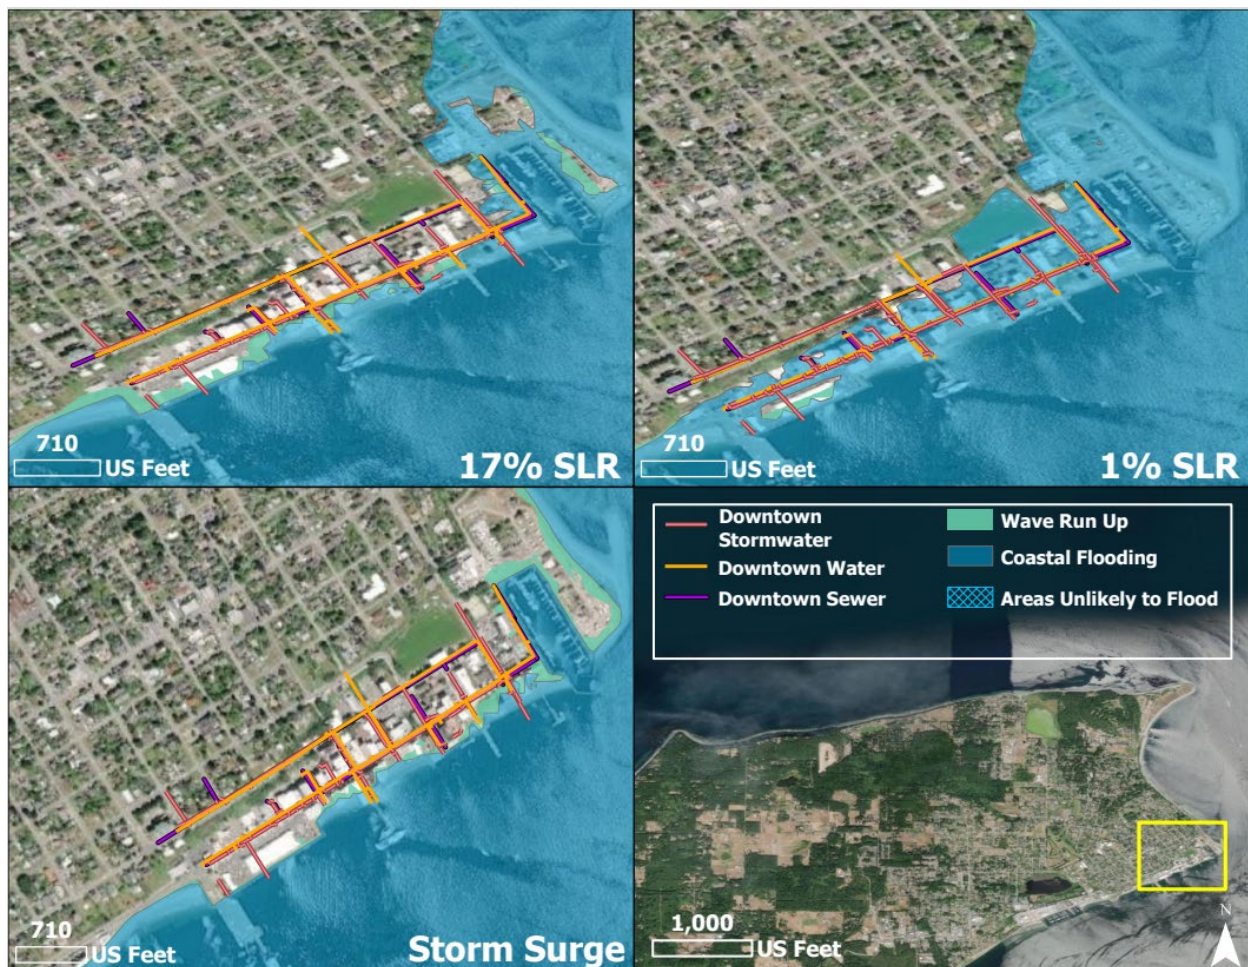 710
US Feet
17% SLR
710
US Feet
1% SLR
710
US Feet
Storm Surge
Downtown
Stormwater
Downtown Water
Downtown Sewer
Wave Run Up
Coastal Flooding
Areas Unlikely to Flood
1,000
US Feet
N